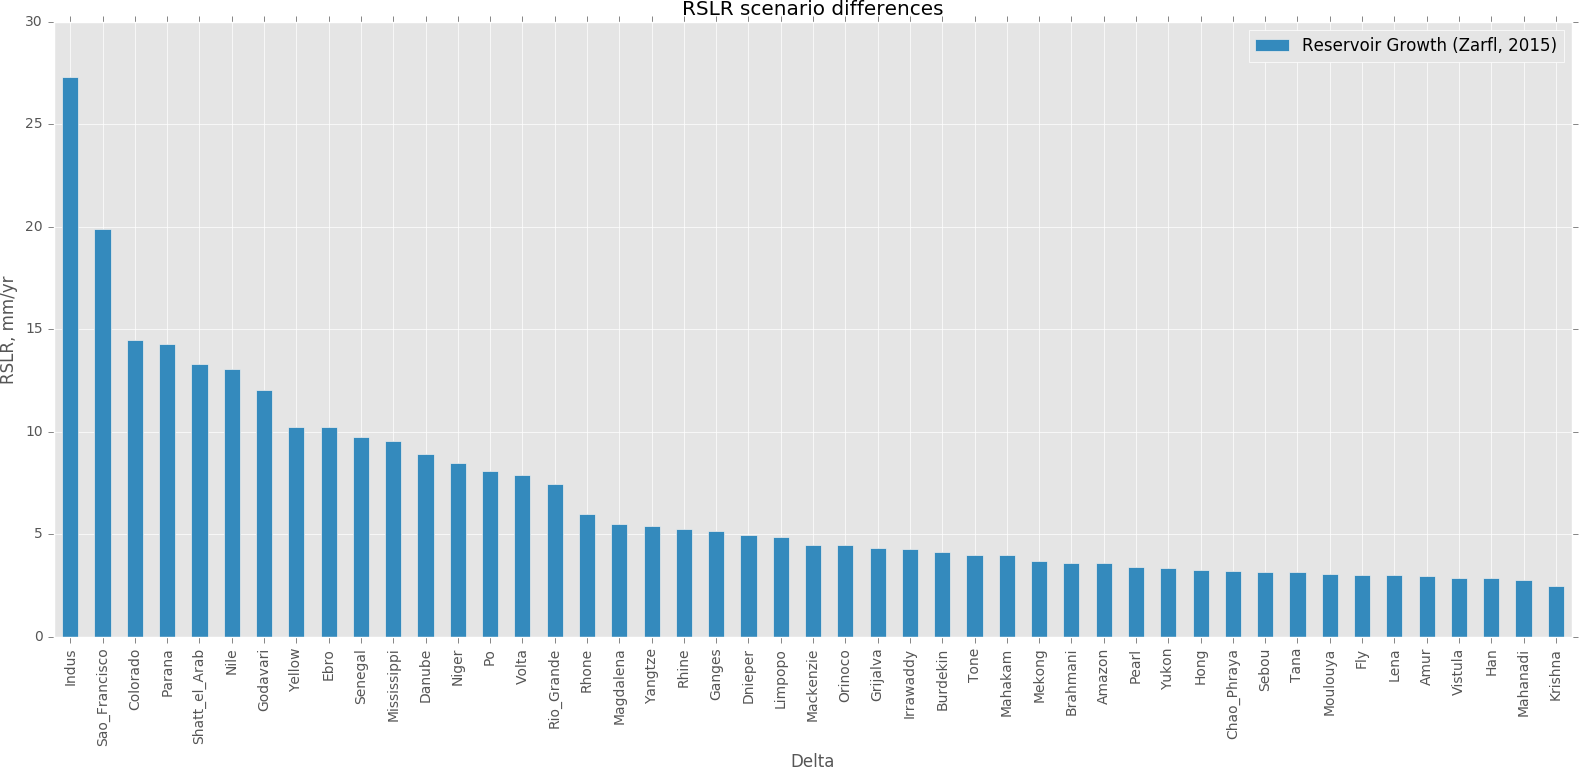 RSLR scenario differences
Reservoir Growth (Zarfl, 2015)
RSLR, mm/yr
30
25
20
15
10
5
0
Indus
Sao_Francisco
Colorado
Parana
Shatt_el_Arab
Nile
Godavari
Yellow
Ebro
Senegal
Mississippi
Danube
Niger
Po
Volta
Rio_Grande
Rhone
Magdalena
Yangtze
Rhine
Ganges
Dnieper
Limpopo
Mackenzie
Orinoco
Grijalva
Irrawaddy
Burdekin
Tone
Mahakam
Mekong
Brahmani
Amazon
Pearl
Yukon
Hong
Chao_Phraya
Sebou
Tana
Moulouya
Fly
Lena
Amur
Vistula
Han
Mahanadi
Krishna
Delta